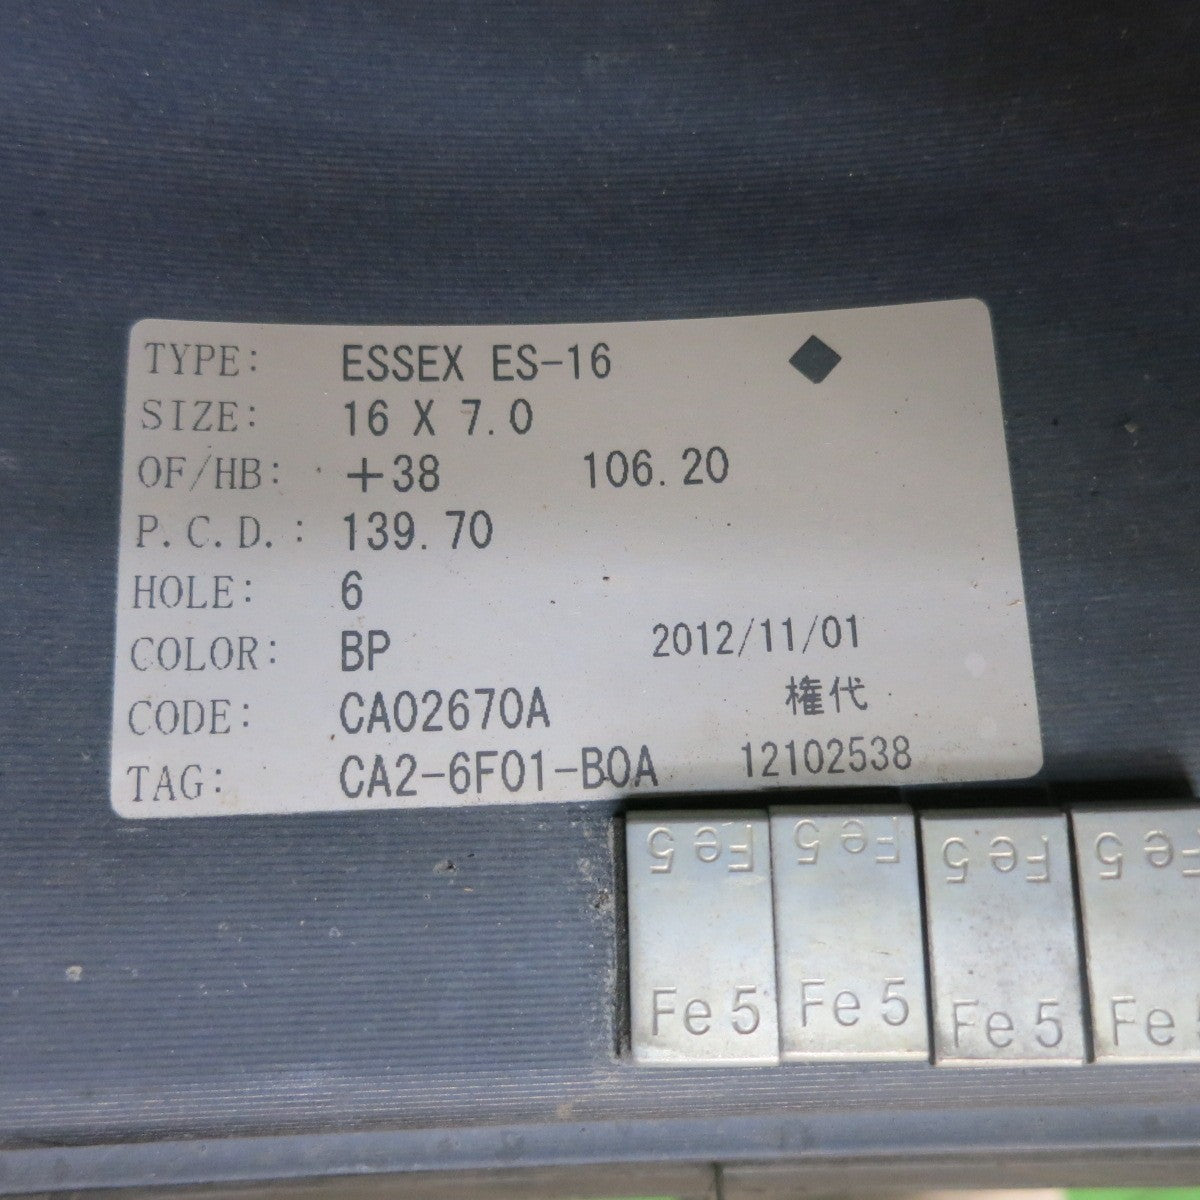 TYPE: ESSEX ES-16 ◆
SIZE: 16 X 7.0
OF/HB: +38 106.20
P.C.D.: 139.70
HOLE: 6
COLOR: BP 2012/11/01
CODE: CA02670A 権代
TAG: CA2-6F01-B0A 12102538
Fe 5 Fe 5 Fe 5 Fe 5
Fe 5 Fe 5 Fe 5 Fe